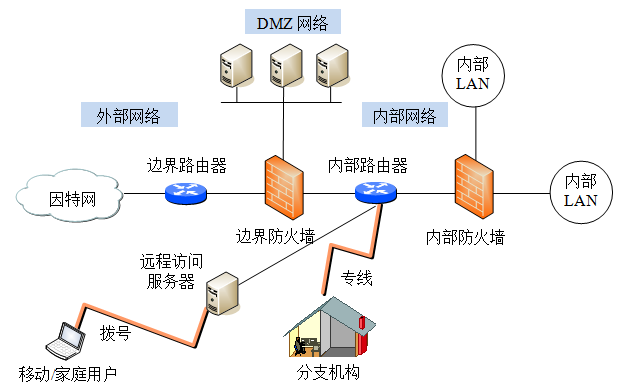 DMZ 网络
外部网络
内部网络
内部
LAN
因特网
边界路由器
边界防火墙
内部路由器
内部防火墙
内部
LAN
远程访问
服务器
专线
拨号
移动/家庭用户
分支机构